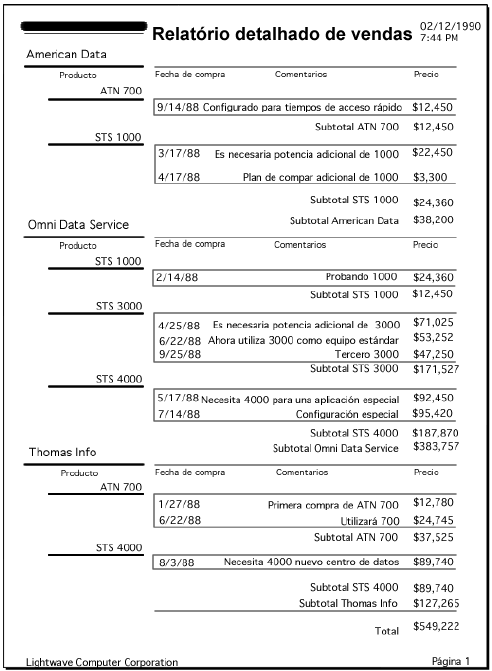 Relatório detalhado de vendas 02/12/1990
7:44 PM
American Data
Producto Fecha de compra Comentarios Precio
ATN 700
9/14/88 Configurado para tiempos de acceso rápido $12,450
Subtotal ATN 700 $12,450
STS 1000
3/17/88 Es necesaria potencia adicional de 1000 $22,450
4/17/88 Plan de compar adicional de 1000 $3,300
Subtotal STS 1000 $24,360
Subtotal American Data $38,200
Omni Data Service
Producto Fecha de compra Comentarios Precio
STS 1000
2/14/88 Probando 1000 $24,360
Subtotal STS 1000 $12,450
STS 3000
4/25/88 Es necesaria potencia adicional de 3000 $71,025
6/22/88 Ahora utiliza 3000 como equipo estándar $53,252
9/25/88 Tercero 3000 $47,250
Subtotal STS 3000 $171,527
STS 4000
5/17/88 Necesita 4000 para una aplicación especial $92,450
7/14/88 Configuración especial $95,420
Subtotal STS 4000 $187,870
Subtotal Omni Data Service $383,757
Thomas Info
Producto Fecha de compra Comentarios Precio
ATN 700
1/27/88 Primera compra de ATN 700 $12,780
6/22/88 Utilizará 700 $24,745
Subtotal ATN 700 $37,525
STS 4000
8/3/88 Necesita 4000 nuevo centro de datos $89,740
Subtotal STS 4000 $89,740
Subtotal Thomas Info $127,265
Total $549,222
Lightwave Computer Corporation Página 1